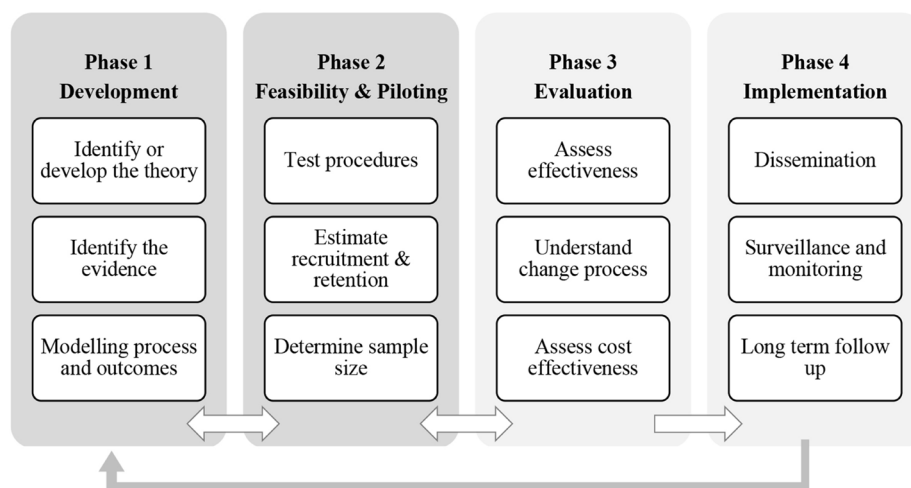 Phase 1
Development
Identify or
develop the theory
Identify the
evidence
Modelling process
and outcomes
Phase 2
Feasibility & Piloting
Test procedures
Estimate
recruitment &
retention
Determine sample
size
Phase 3
Evaluation
Assess
effectiveness
Understand
change process
Assess cost
effectiveness
Phase 4
Implementation
Dissemination
Surveillance and
monitoring
Long term follow
up